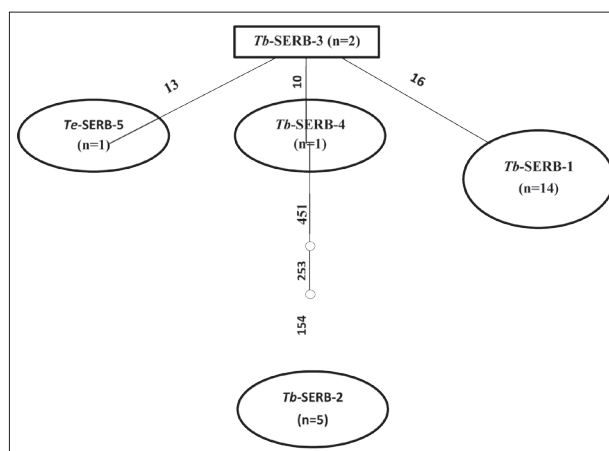 Tb-SERB-3 (n=2)
13
10
16
Te-SERB-5
(n=1)
Tb-SERB-4
(n=1)
Tb-SERB-1
(n=14)
451
253
154
Tb-SERB-2
(n=5)